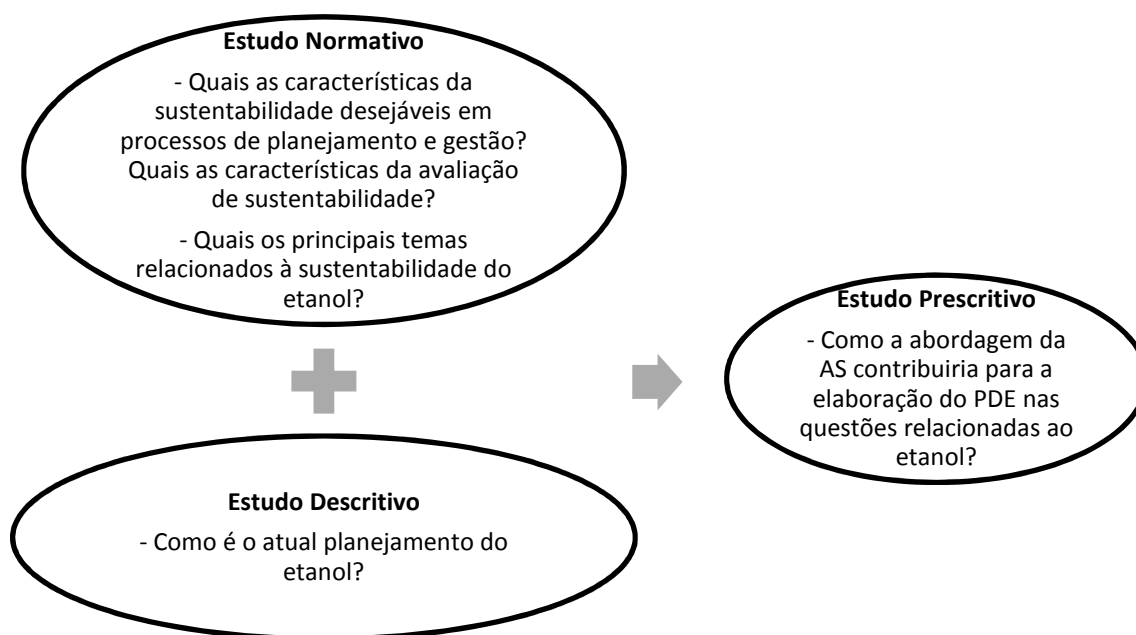 Estudo Normativo
- Quais as características da
sustentabilidade desejáveis em
processos de planejamento e gestão?
Quais as características da avaliação
de sustentabilidade?
- Quais os principais temas
relacionados à sustentabilidade do
etanol?
Estudo Descritivo
- Como é o atual planejamento do
etanol?
Estudo Prescritivo
- Como a abordagem da
AS contribuiria para a
elaboração do PDE nas
questões relacionadas ao
etanol?